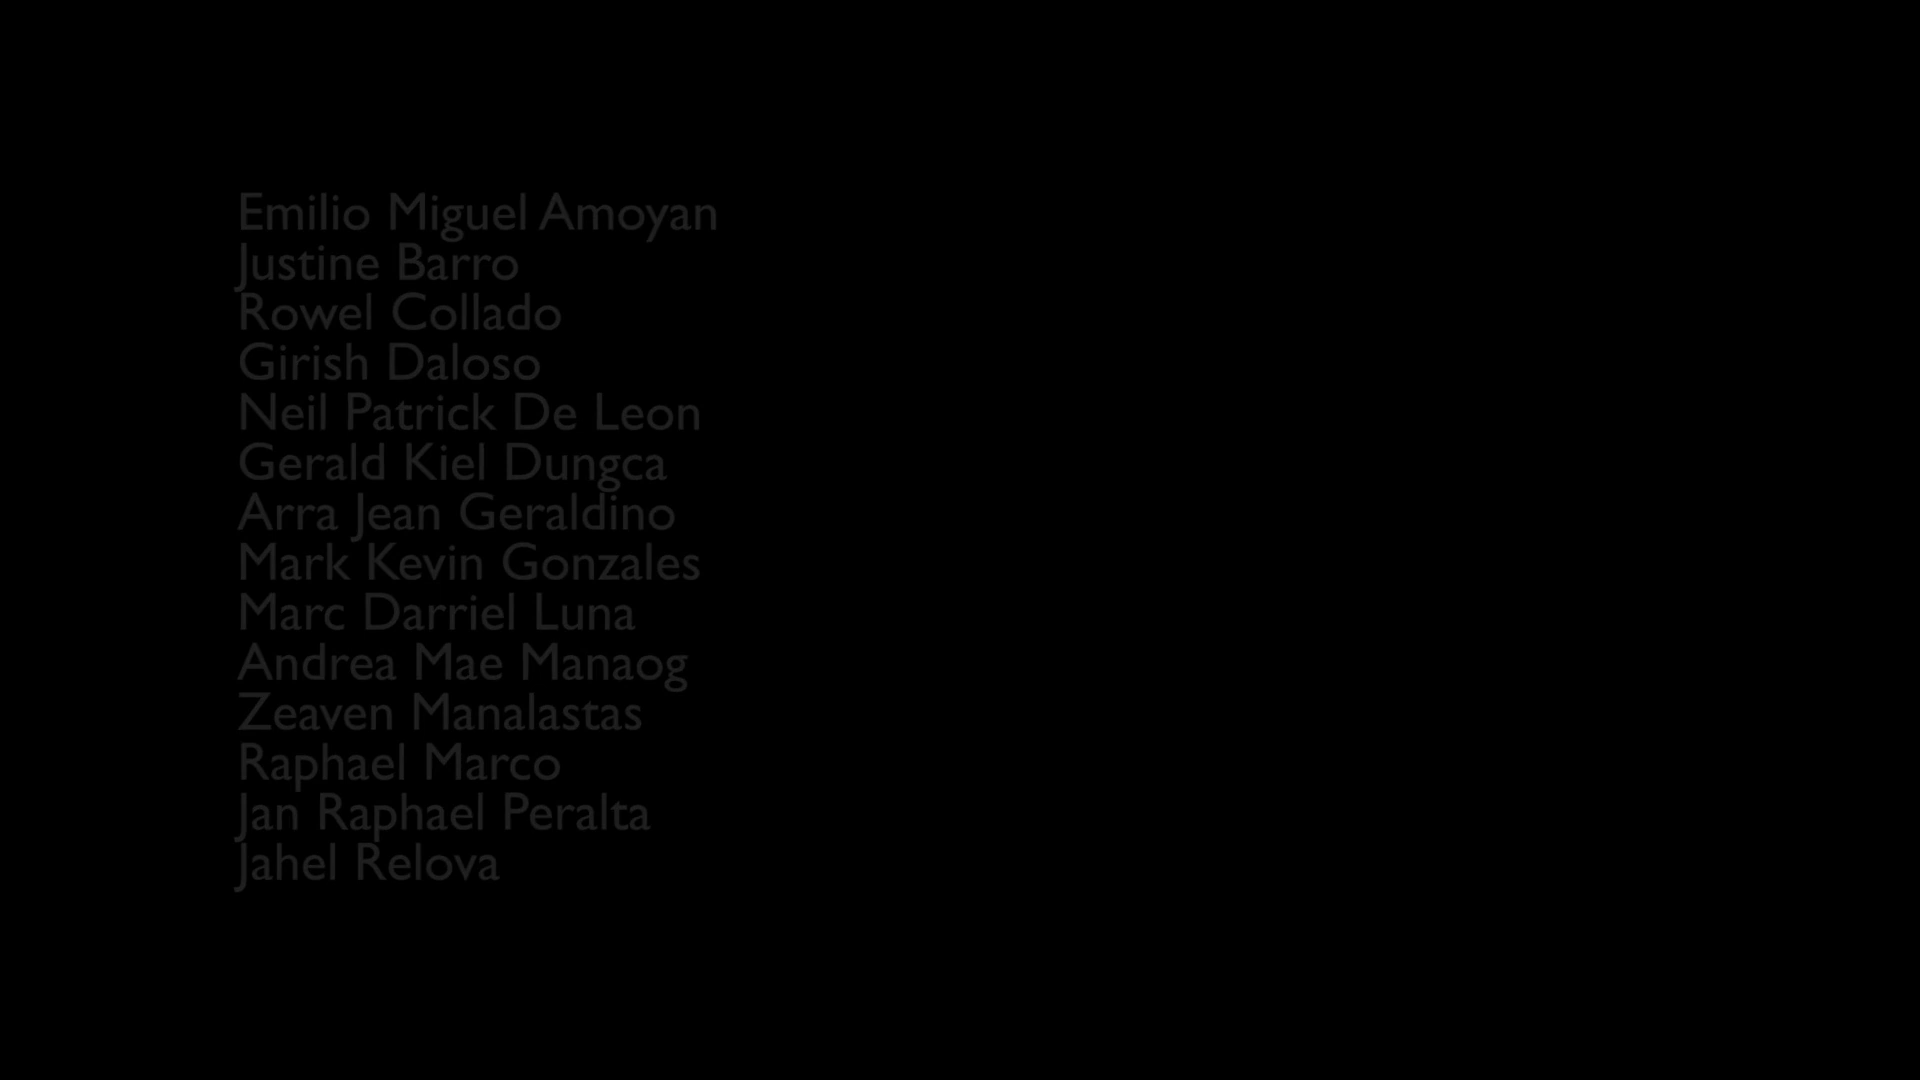 Emilio Miguel Amoyan
Justine Barro
Rowel Collado
Girish Daloso
Neil Patrick De Leon
Gerald Kiel Dungca
Arra Jean Geraldino
Mark Kevin Gonzales
Marc Darriel Luna
Andrea Mae Manaog
Zeaven Manalastas
Raphael Marco
Jan Raphael Peralta
Jahel Relova